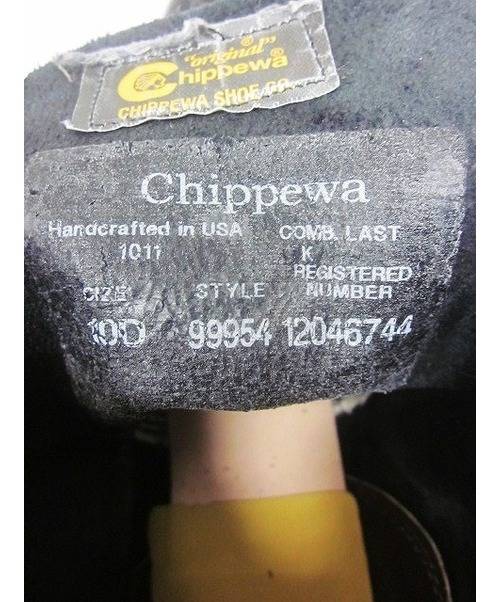 "original"
Chippewa
CHIPPEWA SHOE CO.
Chippewa
Handcrafted in USA COMB. LAST
1011 K
REGISTERED
SIZE STYLE NUMBER
10D 99954 12046744